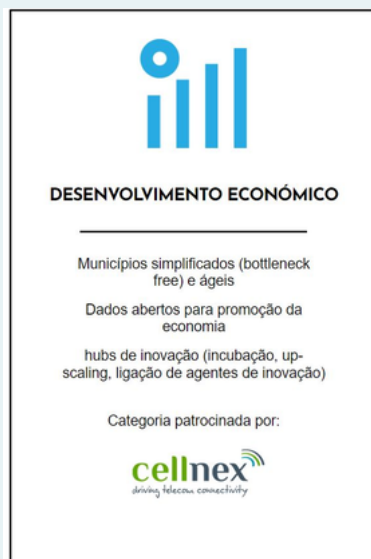 DESENVOLVIMENTO ECONÓMICO
Municípios simplificados (bottleneck
free) e ágeis
Dados abertos para promoção da
economia
hubs de inovação (incubação, up-
scaling, ligação de agentes de inovação)
Categoria patrocinada por:
cellnex
driving telecom connectivity